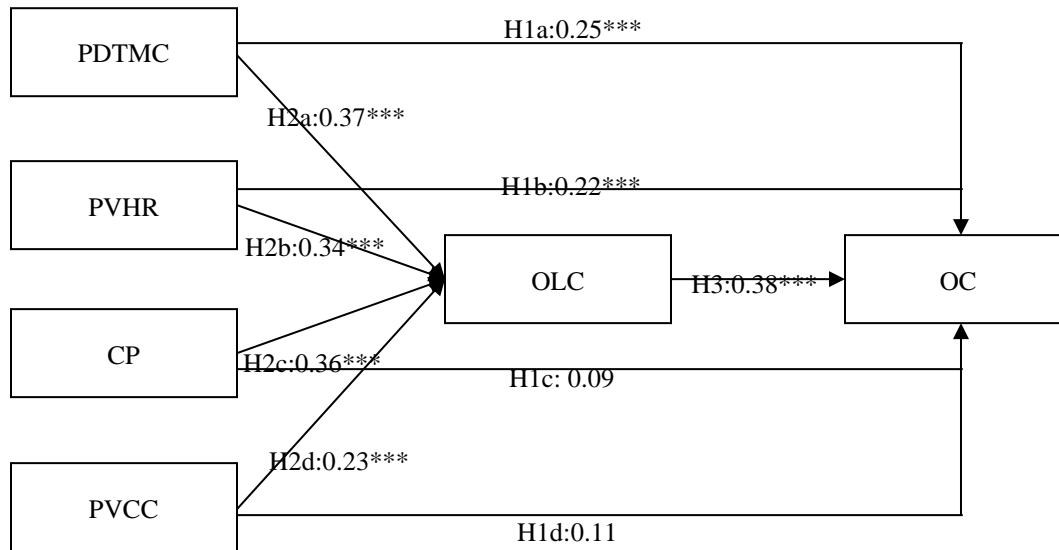 H1a:0.25***
PDTMC
H2a:0.37***
H1b:0.22***
PVHR
H2b:0.34***
OLC
H3:0.38***
OC
CP
H2c:0.36***
H1c: 0.09
H2d:0.23***
PVCC
H1d:0.11